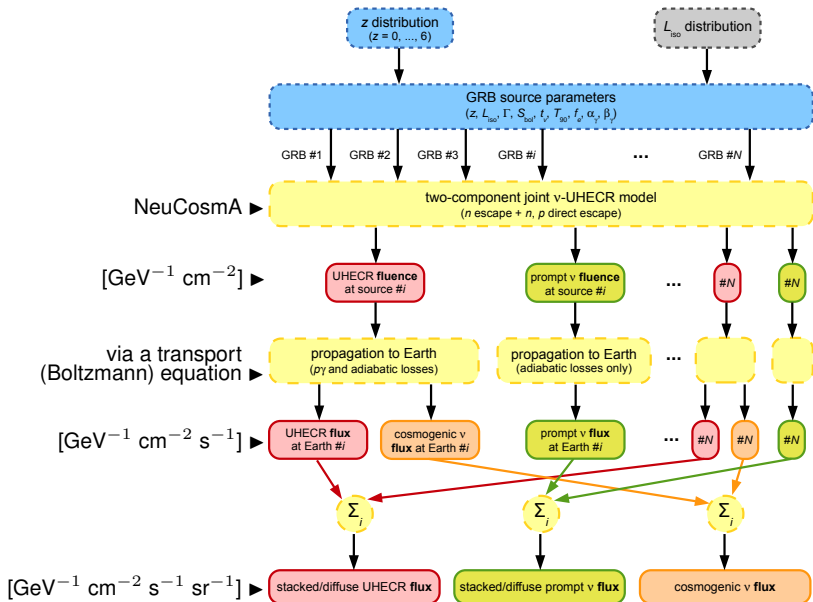 z distribution
(z = 0, ..., 6)
L_iso distribution
GRB source parameters
(z, L_iso, Γ, S_bol, t_v, T_90, f_e, α_γ, β_γ)
GRB #1
GRB #2
GRB #3
GRB #i
...
GRB #N
NeuCosmA ►
two-component joint ν-UHECR model
(n escape + n, p direct escape)
[GeV⁻¹ cm⁻²] ►
UHECR fluence
at source #i
prompt ν fluence
at source #i
...
#N
#N
via a transport
(Boltzmann) equation ►
propagation to Earth
(pγ and adiabatic losses)
propagation to Earth
(adiabatic losses only)
...
[GeV⁻¹ cm⁻² s⁻¹] ►
UHECR flux
at Earth #i
cosmogenic ν
flux at Earth #i
prompt ν flux
at Earth #i
...
#N
#N
#N
Σ_i
Σ_i
Σ_i
[GeV⁻¹ cm⁻² s⁻¹ sr⁻¹] ►
stacked/diffuse UHECR flux
stacked/diffuse prompt ν flux
cosmogenic ν flux